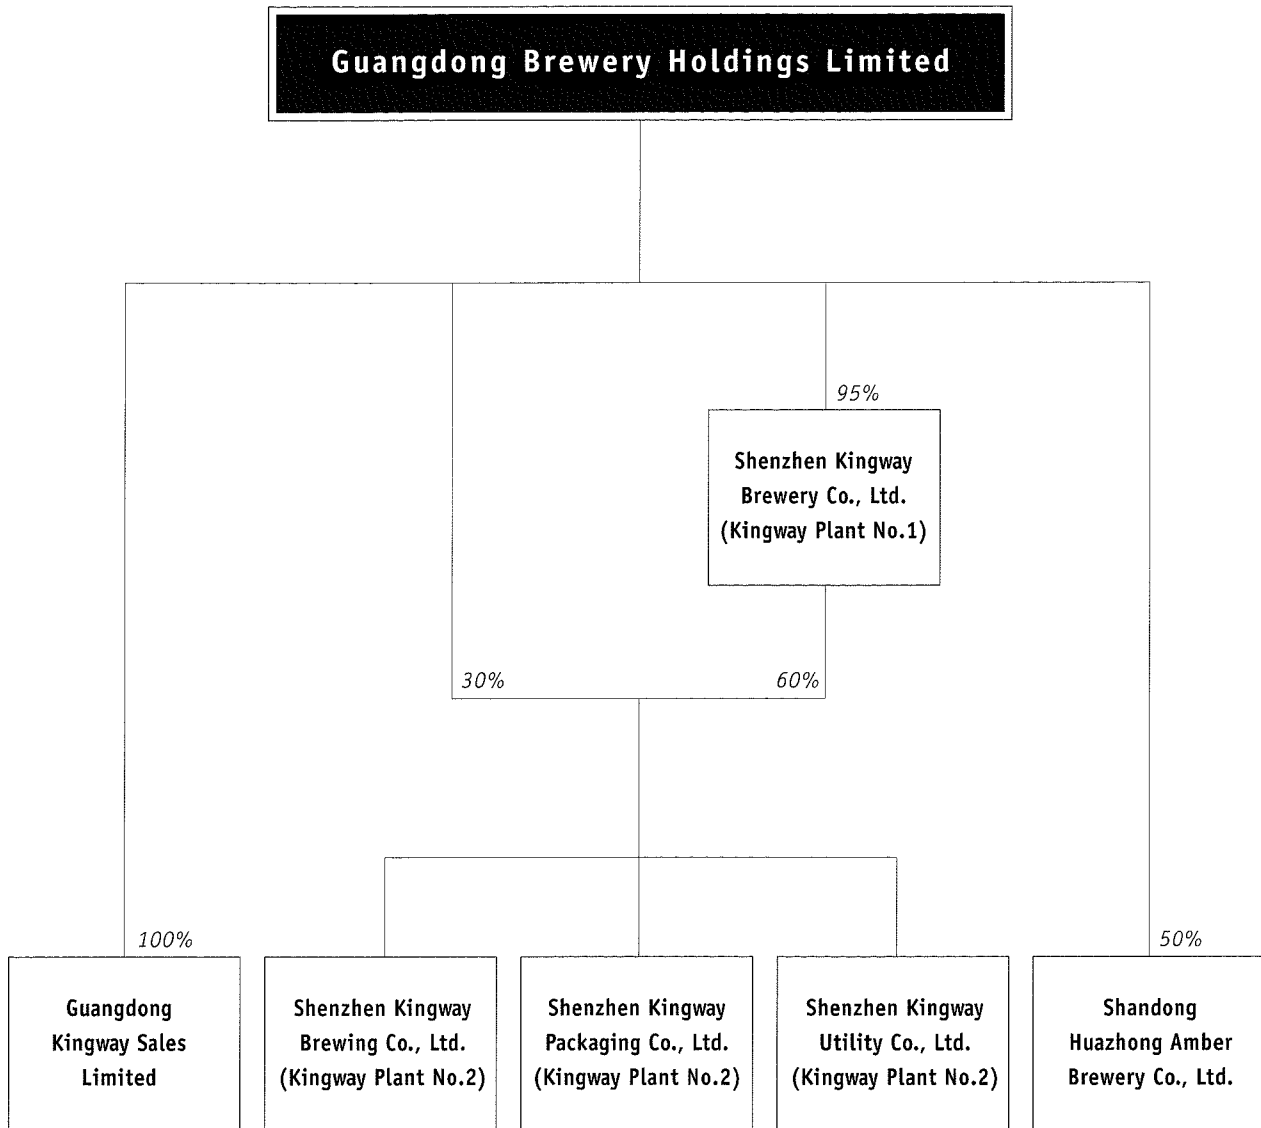 Guangdong Brewery Holdings Limited
95%
Shenzhen Kingway
Brewery Co., Ltd.
(Kingway Plant No.1)
30%
60%
100%
50%
Guangdong
Kingway Sales
Limited
Shenzhen Kingway
Brewing Co., Ltd.
(Kingway Plant No.2)
Shenzhen Kingway
Packaging Co., Ltd.
(Kingway Plant No.2)
Shenzhen Kingway
Utility Co., Ltd.
(Kingway Plant No.2)
Shandong
Huazhong Amber
Brewery Co., Ltd.